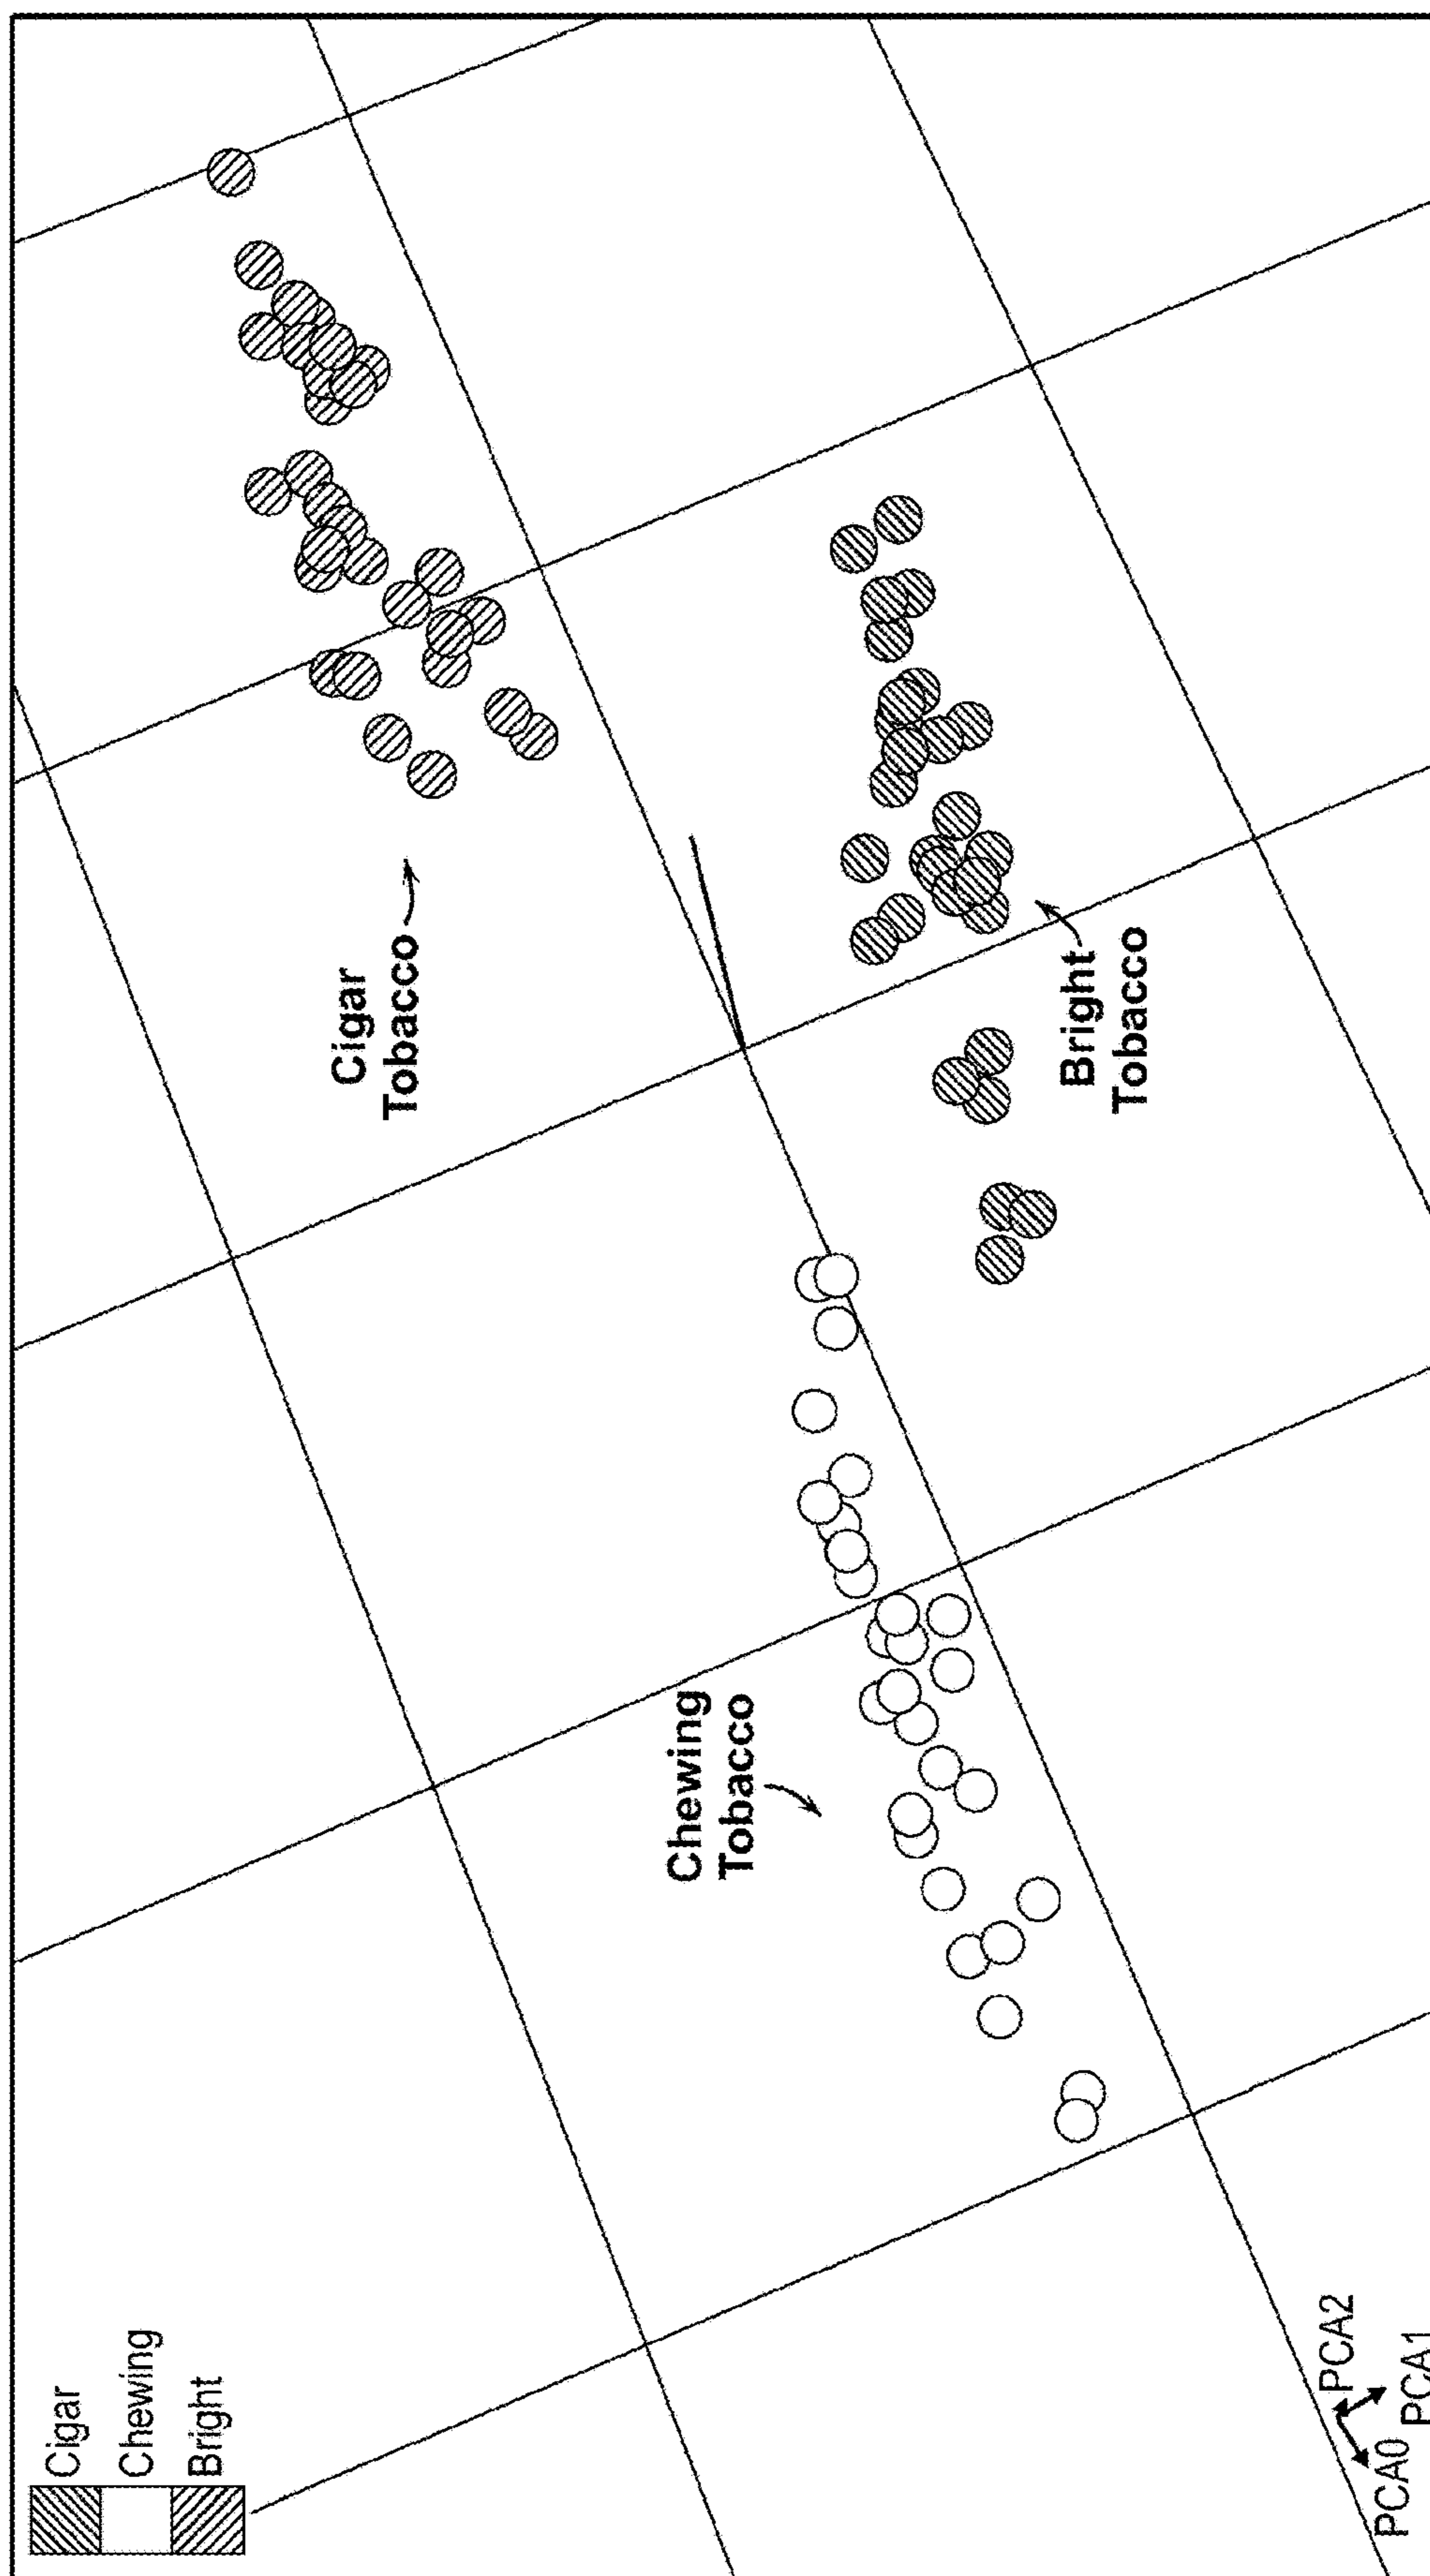 Cigar
Chewing
Bright
Cigar
Tobacco
Chewing
Tobacco
Bright
Tobacco
PCA0
PCA2
PCA1